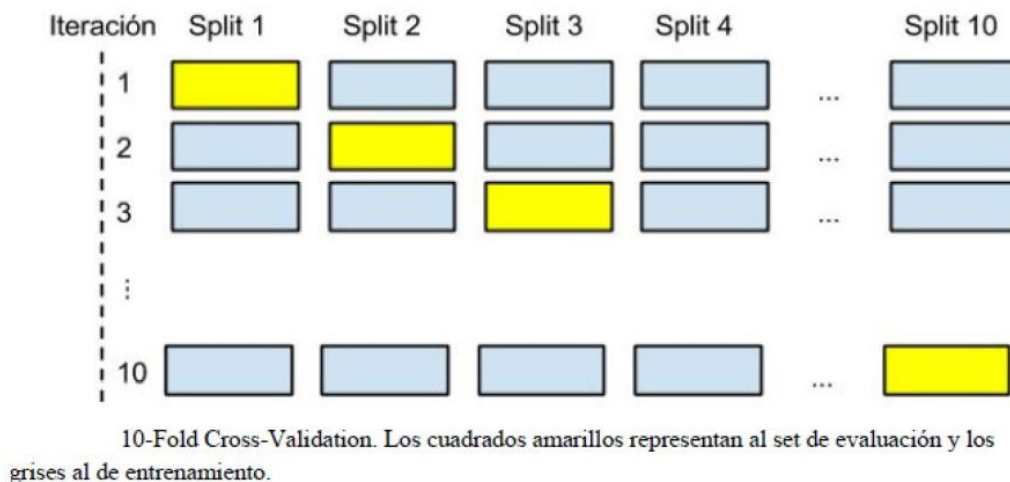 Iteración Split 1 Split 2 Split 3 Split 4 Split 10
1 ...
2 ...
3 ...
⋮
10 ...
10-Fold Cross-Validation. Los cuadrados amarillos representan al set de evaluación y los
grises al de entrenamiento.